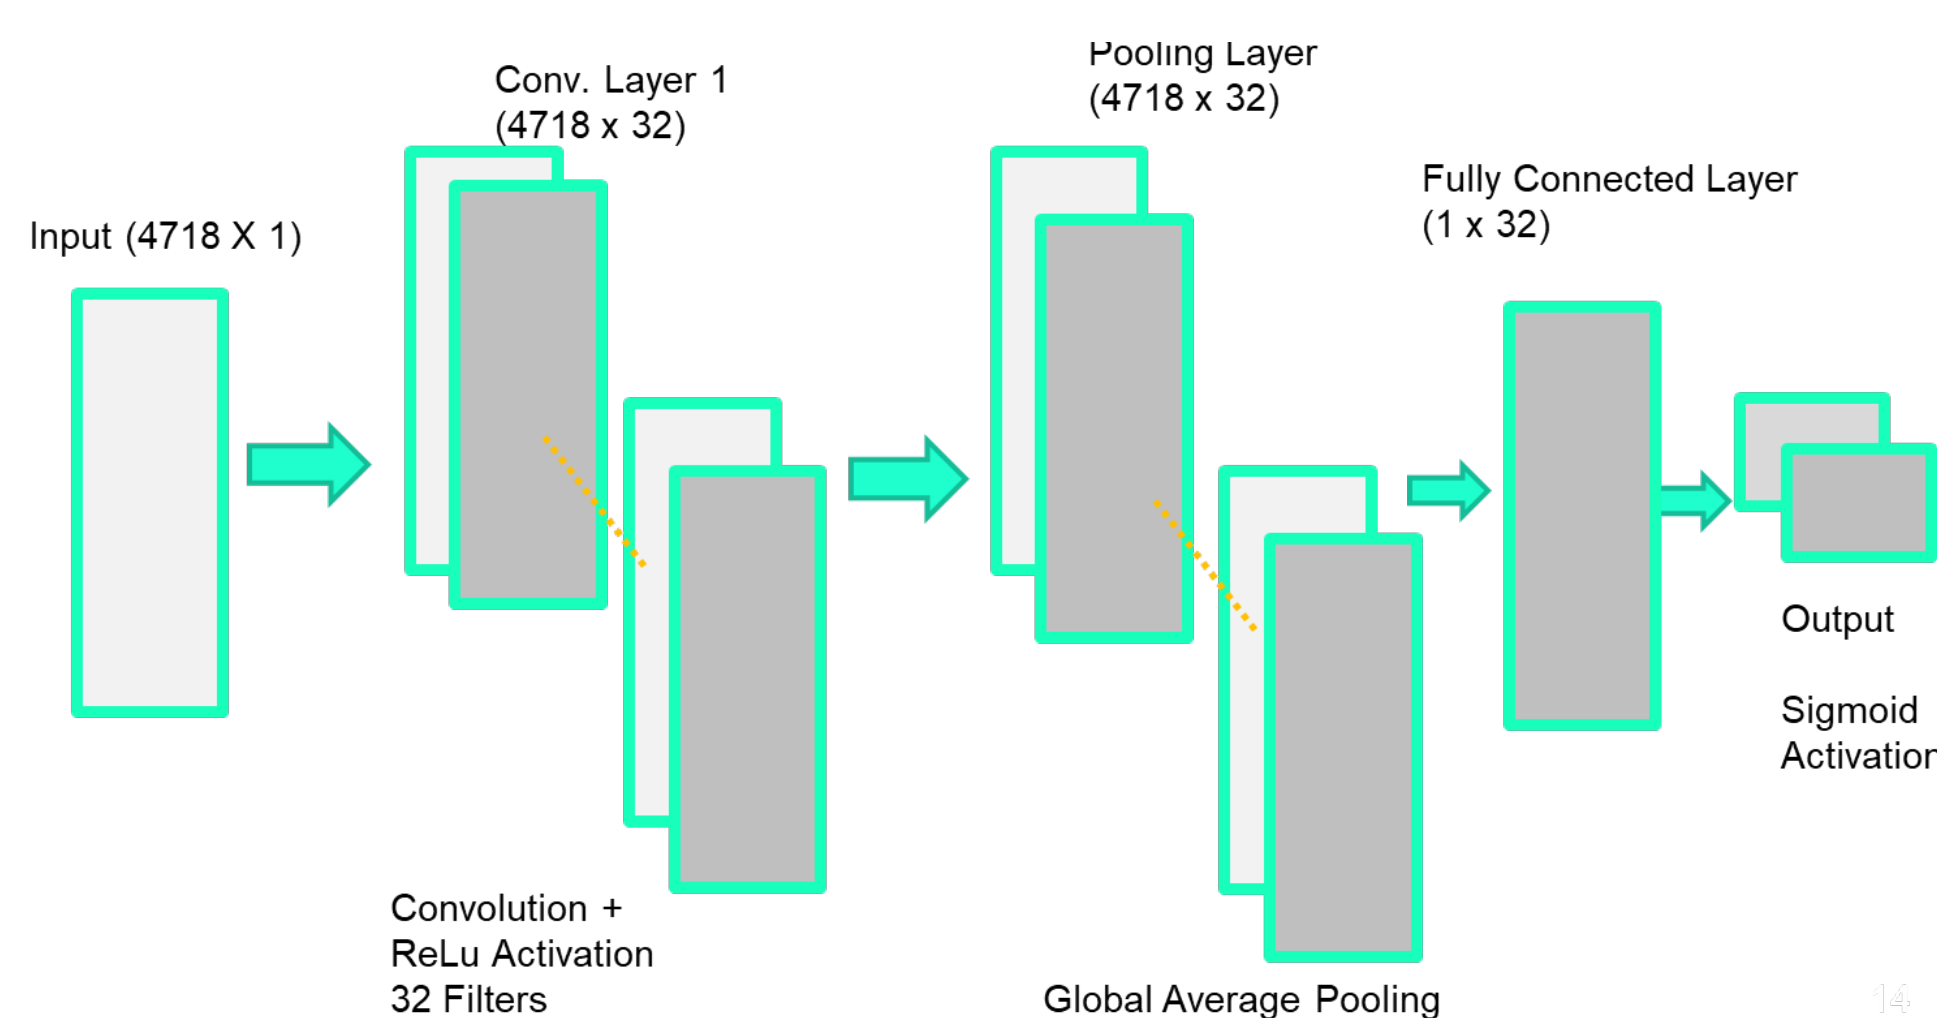 Input (4718 X 1)
Conv. Layer 1
(4718 x 32)
Convolution +
ReLu Activation
32 Filters
Pooling Layer
(4718 x 32)
Global Average Pooling
Fully Connected Layer
(1 x 32)
Output
Sigmoid
Activation
14